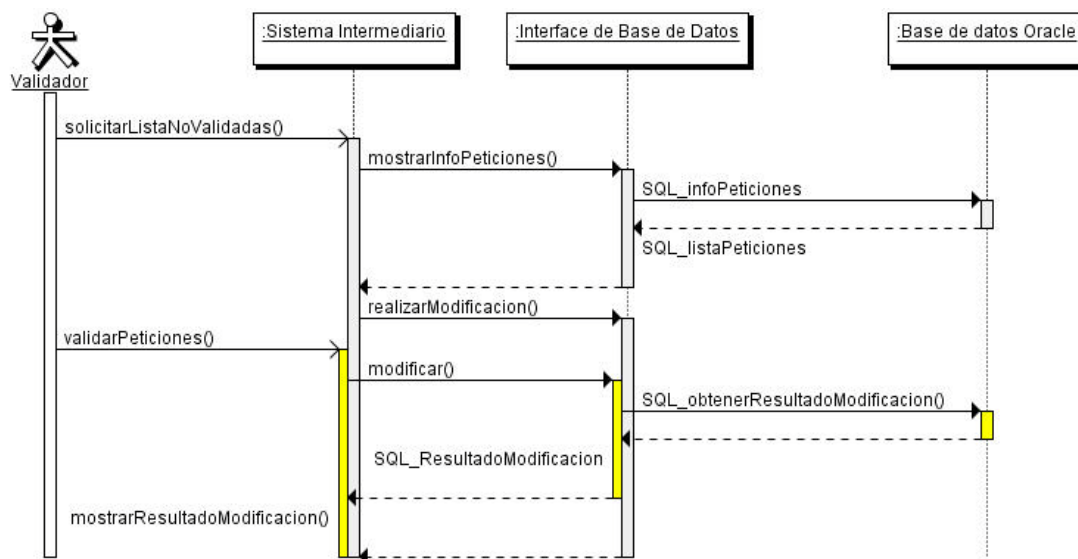 :Sistema Intermediario
:Interface de Base de Datos
:Base de datos Oracle
Validador
solicitarListaNoValidadas()
mostrarInfoPeticiones()
SQL_infoPeticiones
SQL_listaPeticiones
realizarModificacion()
validarPeticiones()
modificar()
SQL_obtenerResultadoModificacion()
SQL_ResultadoModificacion
mostrarResultadoModificacion()